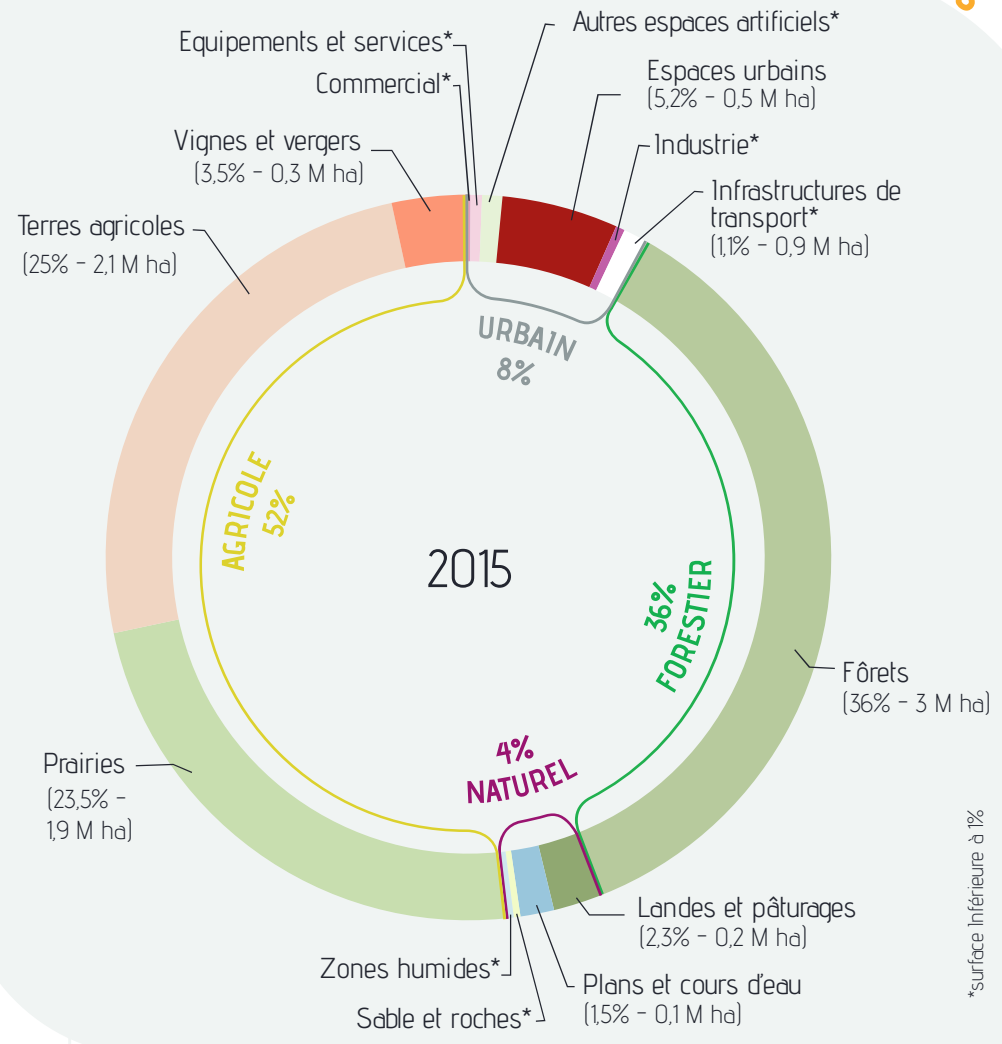 Autres espaces artificiels*
Equipements et services*
Commercial*
Espaces urbains
(5,2% - 0,5 M ha)
Vignes et vergers
(3,5% - 0,3 M ha)
Industrie*
Infrastructures de
transport*
(1,1% - 0,9 M ha)
Terres agricoles
(25% - 2,1 M ha)
URBAIN
8%
AGRICOLE
52%
2015
36%
FORESTIER
Fôrets
(36% - 3 M ha)
4%
NATUREL
Prairies
(23,5% -
1,9 M ha)
Landes et pâturages
(2,3% - 0,2 M ha)
Zones humides*
Plans et cours d'eau
(1,5% - 0,1 M ha)
Sable et roches*
*surface Inférieure à 1%